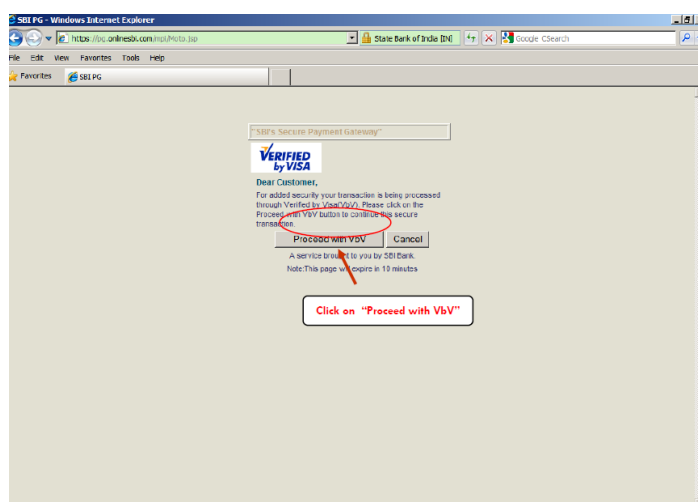 SBI PG - Windows Internet Explorer
https://pg.onlinesbi.com/mpi/Moto.jsp
State Bank of India [IN]
Google CSearch
File Edit View Favorites Tools Help
Favorites SBI PG
"SBI's Secure Payment Gateway"
VERIFIED
by VISA
Dear Customer,
For added security your transaction is being processed
through Verified by Visa(VbV). Please click on the
Proceed with VbV button to continue this secure
transaction.
Proceed with VbV Cancel
A service brought to you by SBI Bank.
Note:This page will expire in 10 minutes
Click on "Proceed with VbV"